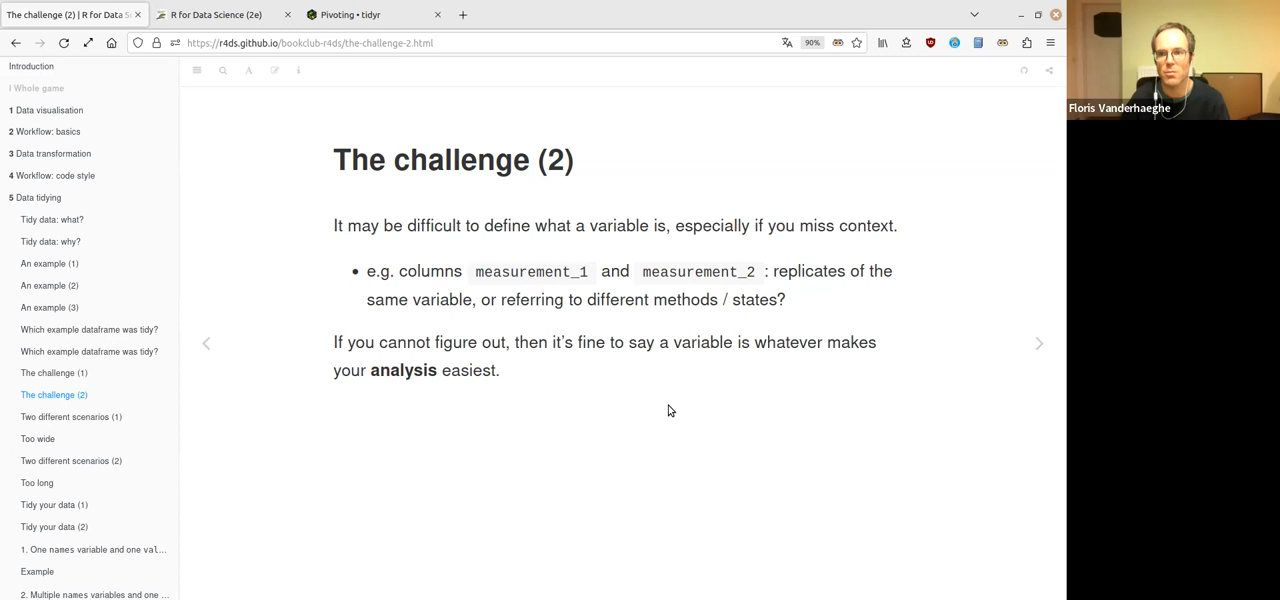 The challenge (2) | R for Data S
R for Data Science (2e)
Pivoting • tidyr
https://r4ds.github.io/bookclub-r4ds/the-challenge-2.html
90%
Floris Vanderhaeghe
Introduction
I Whole game
1 Data visualisation
2 Workflow: basics
3 Data transformation
4 Workflow: code style
5 Data tidying
Tidy data: what?
Tidy data: why?
An example (1)
An example (2)
An example (3)
Which example dataframe was tidy?
Which example dataframe was tidy?
The challenge (1)
The challenge (2)
Two different scenarios (1)
Too wide
Two different scenarios (2)
Too long
Tidy your data (1)
Tidy your data (2)
1. One names variable and one val…
Example
2. Multiple names variables and one …
The challenge (2)
It may be difficult to define what a variable is, especially if you miss context.
• e.g. columns measurement_1 and measurement_2 : replicates of the
same variable, or referring to different methods / states?
If you cannot figure out, then it's fine to say a variable is whatever makes
your analysis easiest.